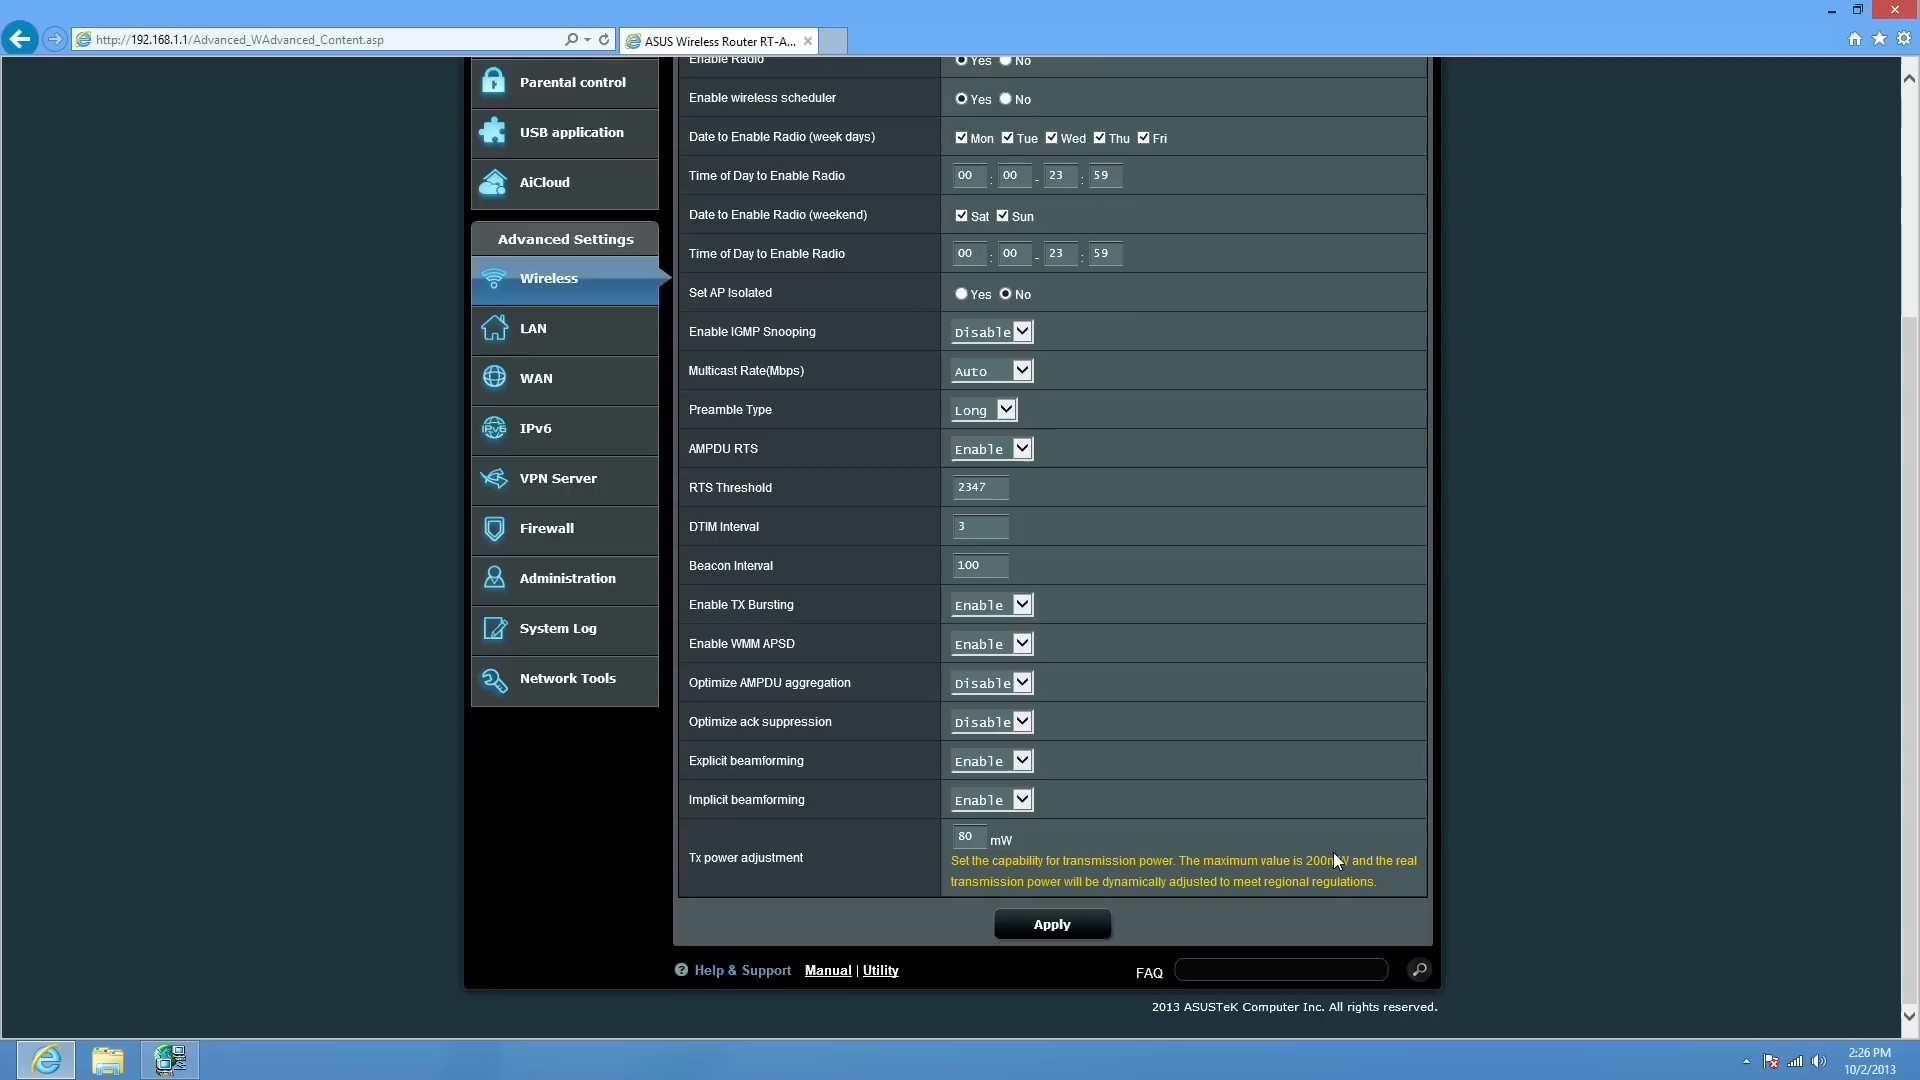 http://192.168.1.1/Advanced_WAdvanced_Content.asp
ASUS Wireless Router RT-A...
Parental control
USB application
AiCloud
Advanced Settings
Wireless
LAN
WAN
IPv6
VPN Server
Firewall
Administration
System Log
Network Tools
Enable Radio Yes No
Enable wireless scheduler Yes No
Date to Enable Radio (week days) Mon Tue Wed Thu Fri
Time of Day to Enable Radio 00 : 00 - 23 : 59
Date to Enable Radio (weekend) Sat Sun
Time of Day to Enable Radio 00 : 00 - 23 : 59
Set AP Isolated Yes No
Enable IGMP Snooping Disable
Multicast Rate(Mbps) Auto
Preamble Type Long
AMPDU RTS Enable
RTS Threshold 2347
DTIM Interval 3
Beacon Interval 100
Enable TX Bursting Enable
Enable WMM APSD Enable
Optimize AMPDU aggregation Disable
Optimize ack suppression Disable
Explicit beamforming Enable
Implicit beamforming Enable
Tx power adjustment 80 mW
Set the capability for transmission power. The maximum value is 200mW and the real
transmission power will be dynamically adjusted to meet regional regulations.
Apply
? Help & Support Manual | Utility FAQ
2013 ASUSTeK Computer Inc. All rights reserved.
2:26 PM
10/2/2013